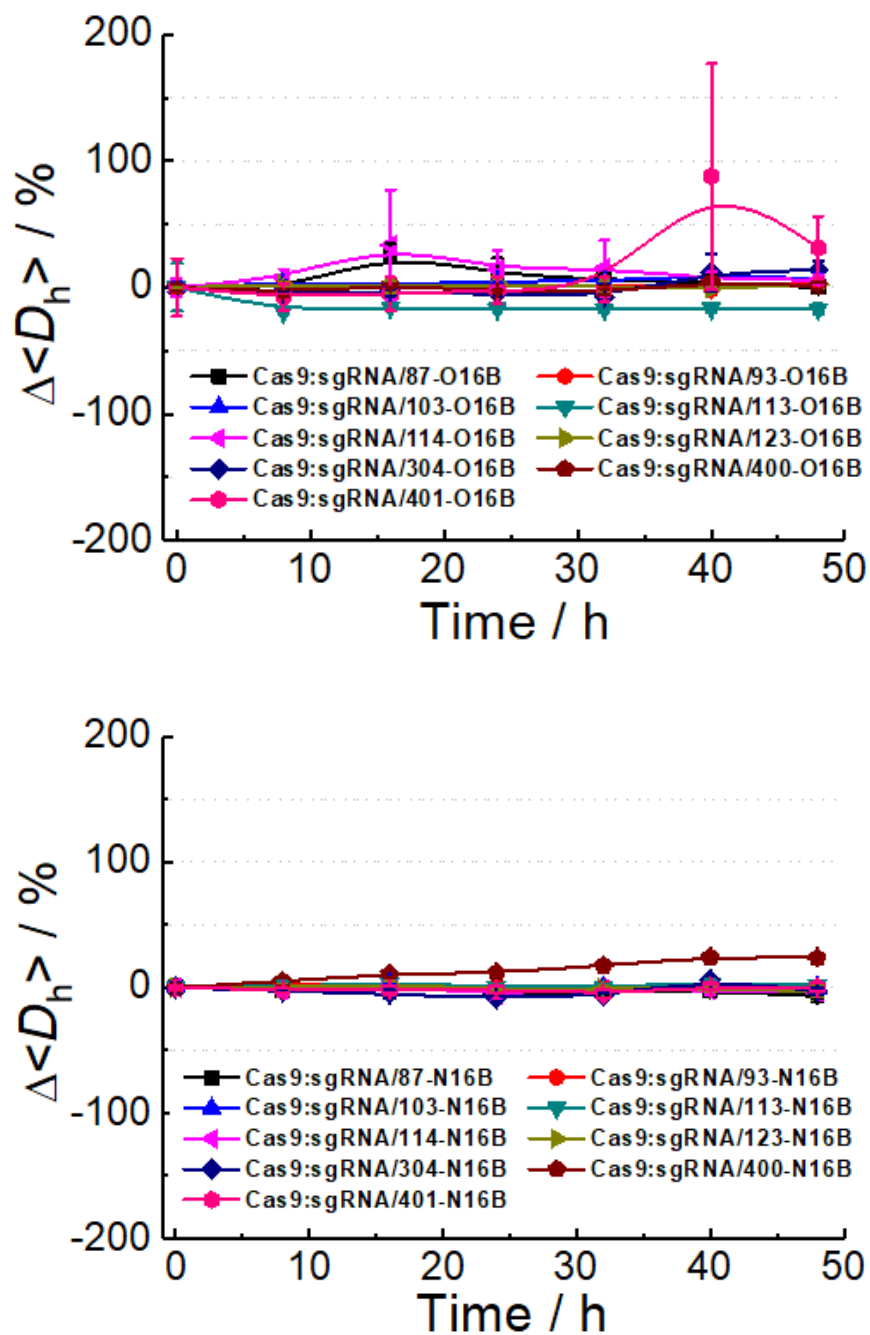 200
100
0
-100
-200
Δ<Dh> / %
Cas9:sgRNA/87-O16B Cas9:sgRNA/93-O16B
Cas9:sgRNA/103-O16B Cas9:sgRNA/113-O16B
Cas9:sgRNA/114-O16B Cas9:sgRNA/123-O16B
Cas9:sgRNA/304-O16B Cas9:sgRNA/400-O16B
Cas9:sgRNA/401-O16B
0 10 20 30 40 50
Time / h
200
100
0
-100
-200
Δ<Dh> / %
Cas9:sgRNA/87-N16B Cas9:sgRNA/93-N16B
Cas9:sgRNA/103-N16B Cas9:sgRNA/113-N16B
Cas9:sgRNA/114-N16B Cas9:sgRNA/123-N16B
Cas9:sgRNA/304-N16B Cas9:sgRNA/400-N16B
Cas9:sgRNA/401-N16B
0 10 20 30 40 50
Time / h